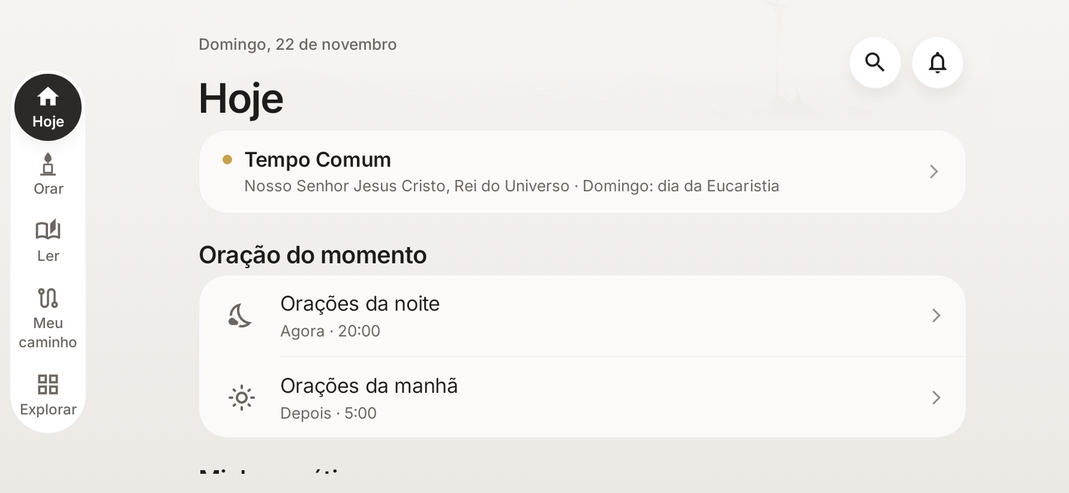 Domingo, 22 de novembro
Hoje
Tempo Comum
Nosso Senhor Jesus Cristo, Rei do Universo · Domingo: dia da Eucaristia
Oração do momento
Orações da noite
Agora · 20:00
Orações da manhã
Depois · 5:00
Hoje
Orar
Ler
Meu
caminho
Explorar